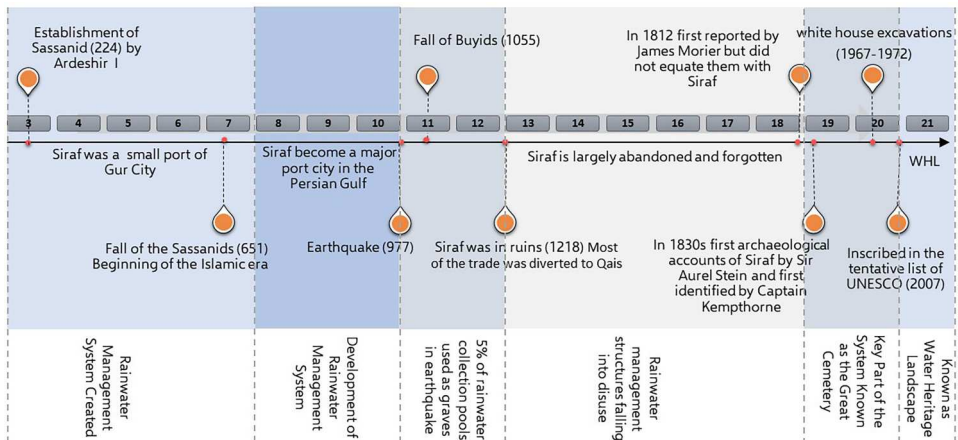 Establishment of
Sassanid (224) by
Ardeshir I
Fall of Buyids (1055)
In 1812 first reported by
James Morier but did
not equate them with
Siraf
white house excavations
(1967-1972)
3 4 5 6 7 8 9 10 11 12 13 14 15 16 17 18 19 20 21
Siraf was a small port of
Gur City
Siraf become a major
port city in the
Persian Gulf
Siraf is largely abandoned and forgotten
WHL
Fall of the Sassanids (651)
Beginning of the Islamic era
Earthquake (977)
Siraf was in ruins (1218) Most
of the trade was diverted to Qais
In 1830s first archaeological
accounts of Siraf by Sir
Aurel Stein and first
identified by Captain
Kempthorne
Inscribed in the
tentative list of
UNESCO (2007)
Rainwater
Management
System Created
Development of
Rainwater
Management
System
5% of rainwater
collection pools
used as graves
in earthquake
Rainwater
management
structures falling
into disuse
Key Part of the
System Known
as the Great
Cemetery
Known as
Water Heritage
Landscape